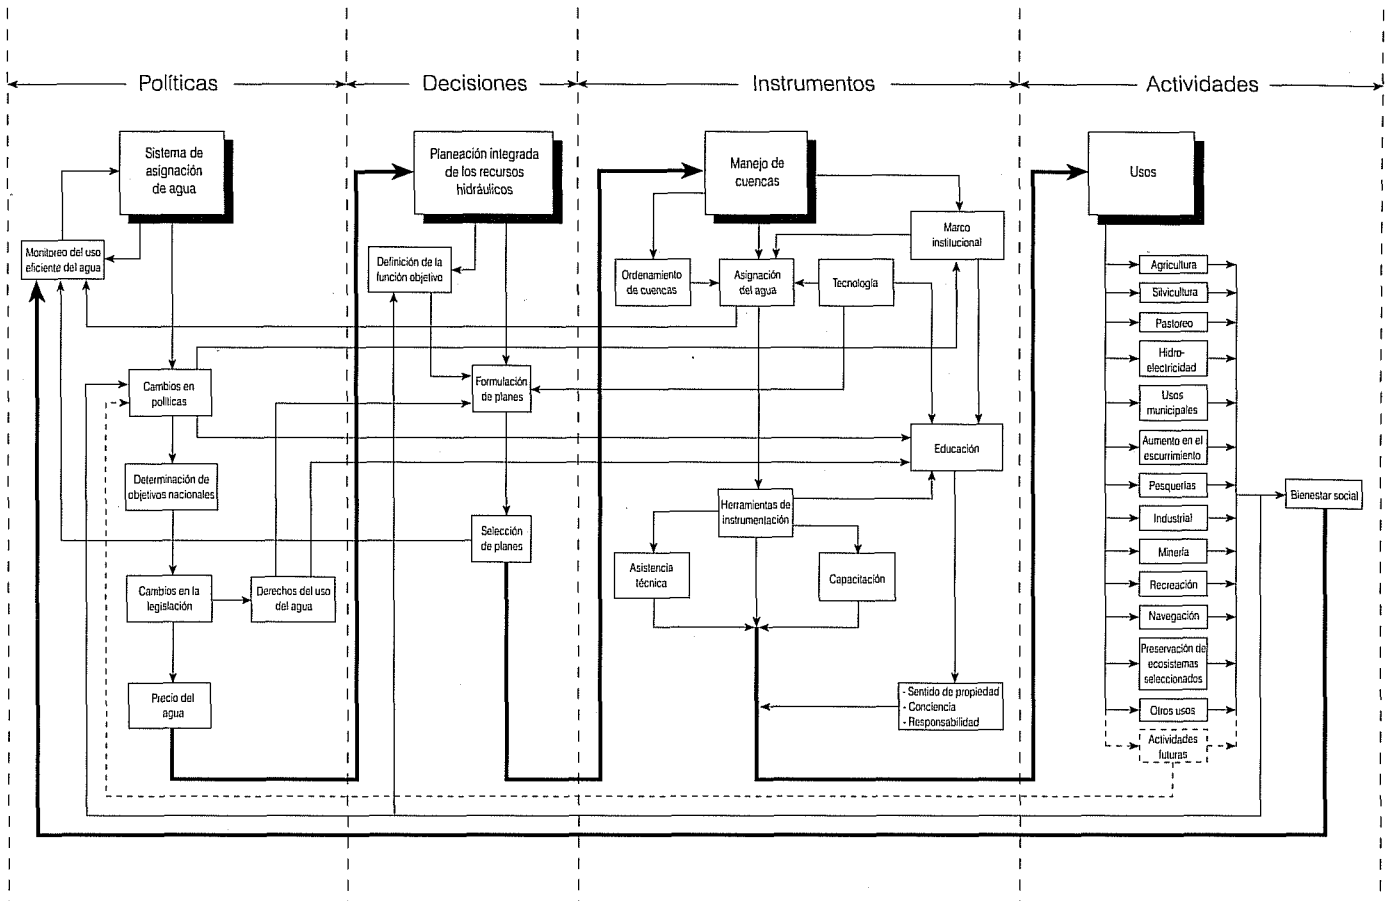 Políticas
Decisiones
Instrumentos
Actividades
Sistema de
asignación
de agua
Monitoreo del uso
eficiente del agua
Cambios en
políticas
Determinación de
objetivos nacionales
Cambios en la
legislación
Derechos del uso
del agua
Precio del
agua
Planeación integrada
de los recursos
hidráulicos
Definición de la
función objetivo
Formulación
de planes
Selección
de planes
Manejo de
cuencas
Marco
institucional
Ordenamiento
de cuencas
Asignación
del agua
Tecnología
Educación
Herramientas de
instrumentación
Asistencia
técnica
Capacitación
- Sentido de propiedad
- Conciencia
- Responsabilidad
Usos
Agricultura
Silvicultura
Pastoreo
Hidro-
electricidad
Usos
municipales
Aumento en el
escurrimiento
Pesquerías
Industrial
Minería
Recreación
Navegación
Preservación de
ecosistemas
seleccionados
Otros usos
Actividades
futuras
Bienestar social